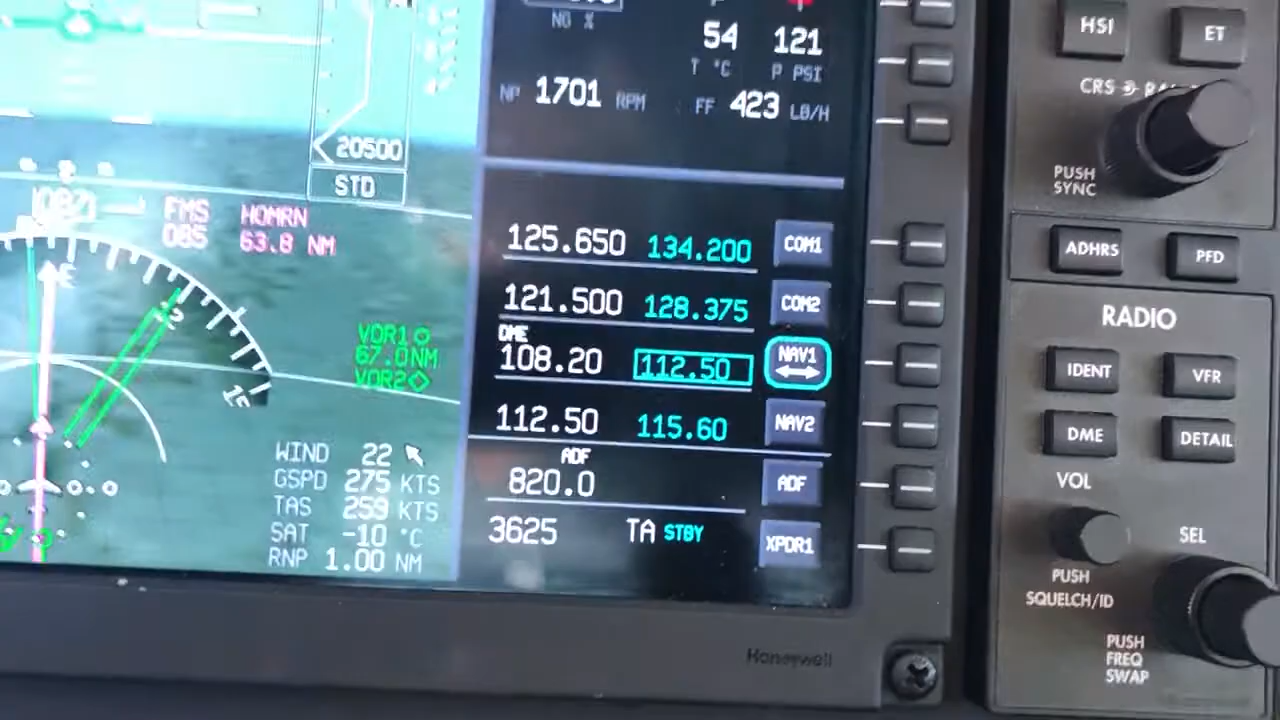 NG %
54 121
T °C P PSI
NP 1701 RPM FF 423 LB/H
20500
STD
FMS HOMRN
085 63.8 NM
E
12
15
VOR1
67.0NM
VOR2
WIND 22
GSPD 275 KTS
TAS 259 KTS
SAT -10 °C
RNP 1.00 NM
125.650 134.200 COM1
121.500 128.375 COM2
DME
108.20 112.50 NAV1
112.50 115.60 NAV2
ADF
820.0 ADF
3625 TA STBY XPDR1
Honeywell
HSI ET
CRS
PUSH
SYNC
ADHRS PFD
RADIO
IDENT VFR
DME DETAIL
VOL
SEL
PUSH
SQUELCH/ID
PUSH
FREQ
SWAP